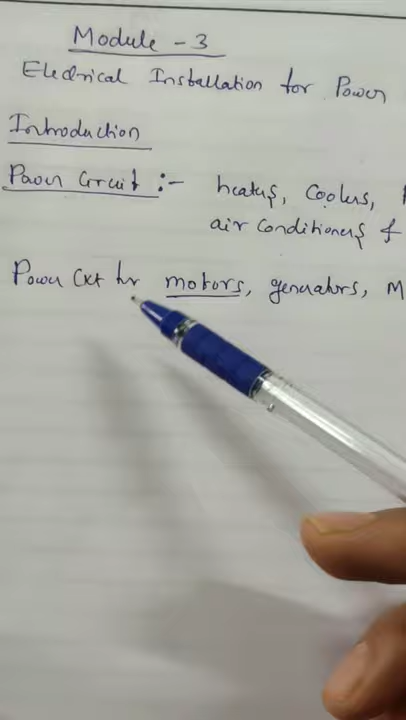 Module - 3
Electrical Installation for Power
Introduction
Power Circuit :- heaters, Coolers,
air conditioners &
Power Ckt for motors, generators, M